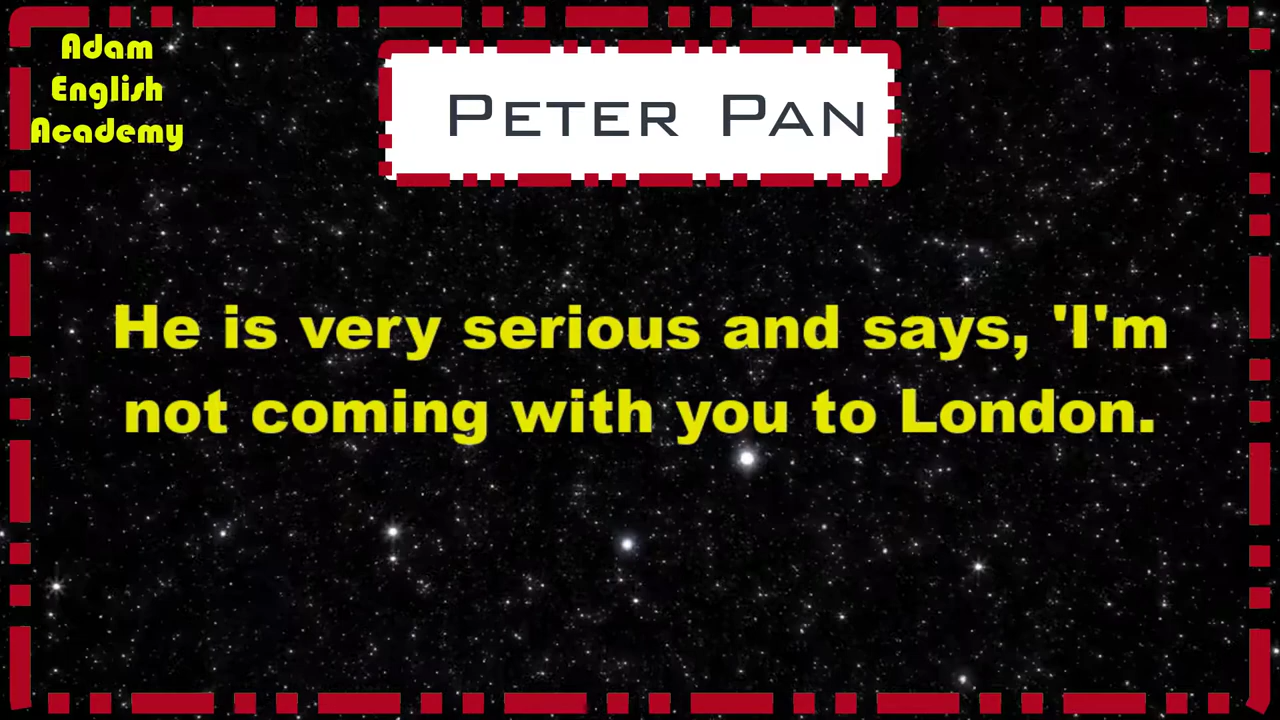 Adam
English
Academy
Peter Pan
He is very serious and says, 'I'm
not coming with you to London.